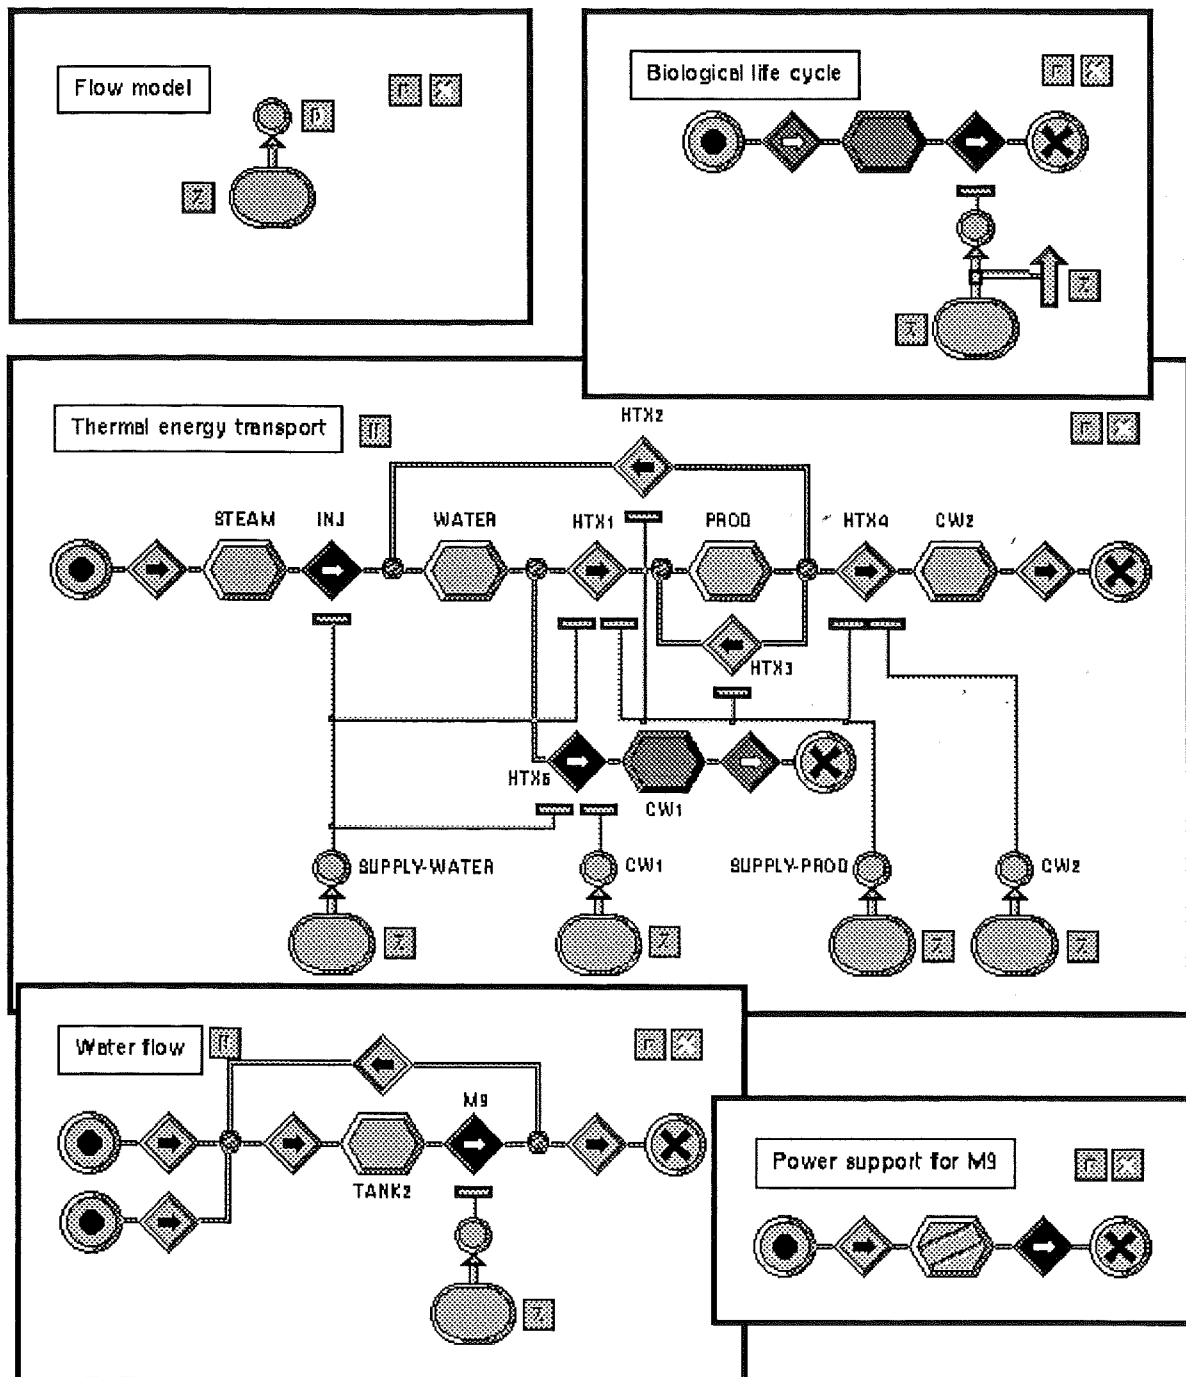 Flow model
Biological life cycle
Z
Z
Z
Thermal energy transport
HTX2
STEAM
INJ
WATER
HTX1
PROD
HTX4
CW2
HTX3
HTX5
CW1
SUPPLY-WATER
CW1
SUPPLY-PROD
CW2
Z
Z
Z
Z
Water flow
M9
TANK2
Z
Power support for M9